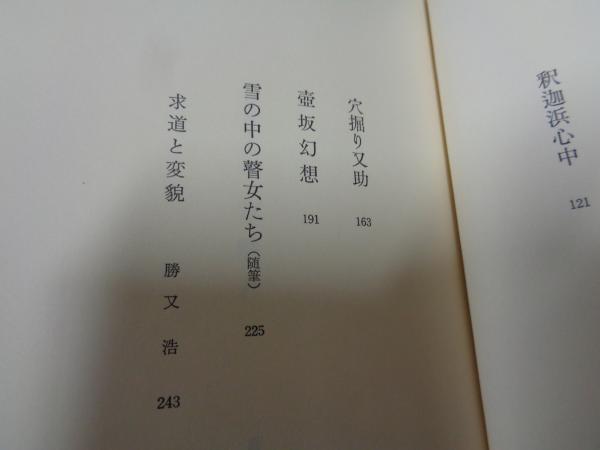 釈迦浜心中 121
穴掘り又助 163
壺坂幻想 191
雪の中の瞽女たち（随筆） 225
求道と変貌 勝又浩 243